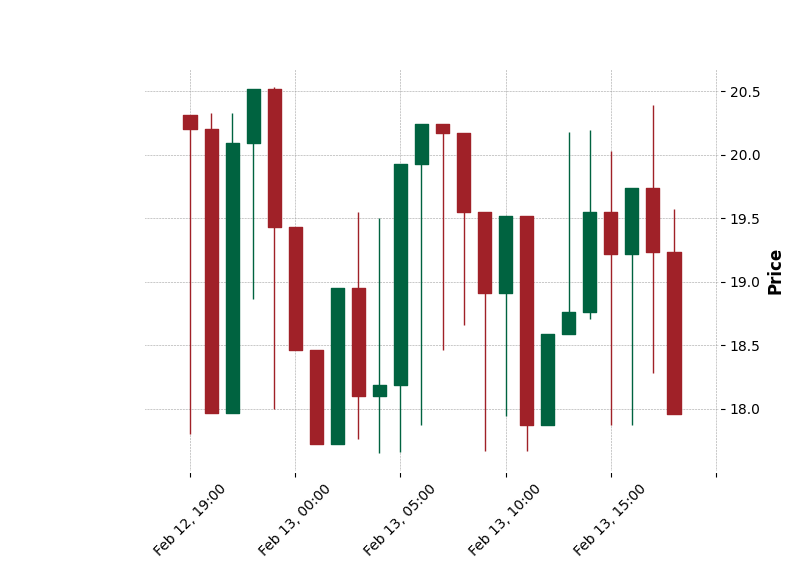 20.5
20.0
19.5
19.0
18.5
18.0
Price
Feb 12, 19:00
Feb 13, 00:00
Feb 13, 05:00
Feb 13, 10:00
Feb 13, 15:00